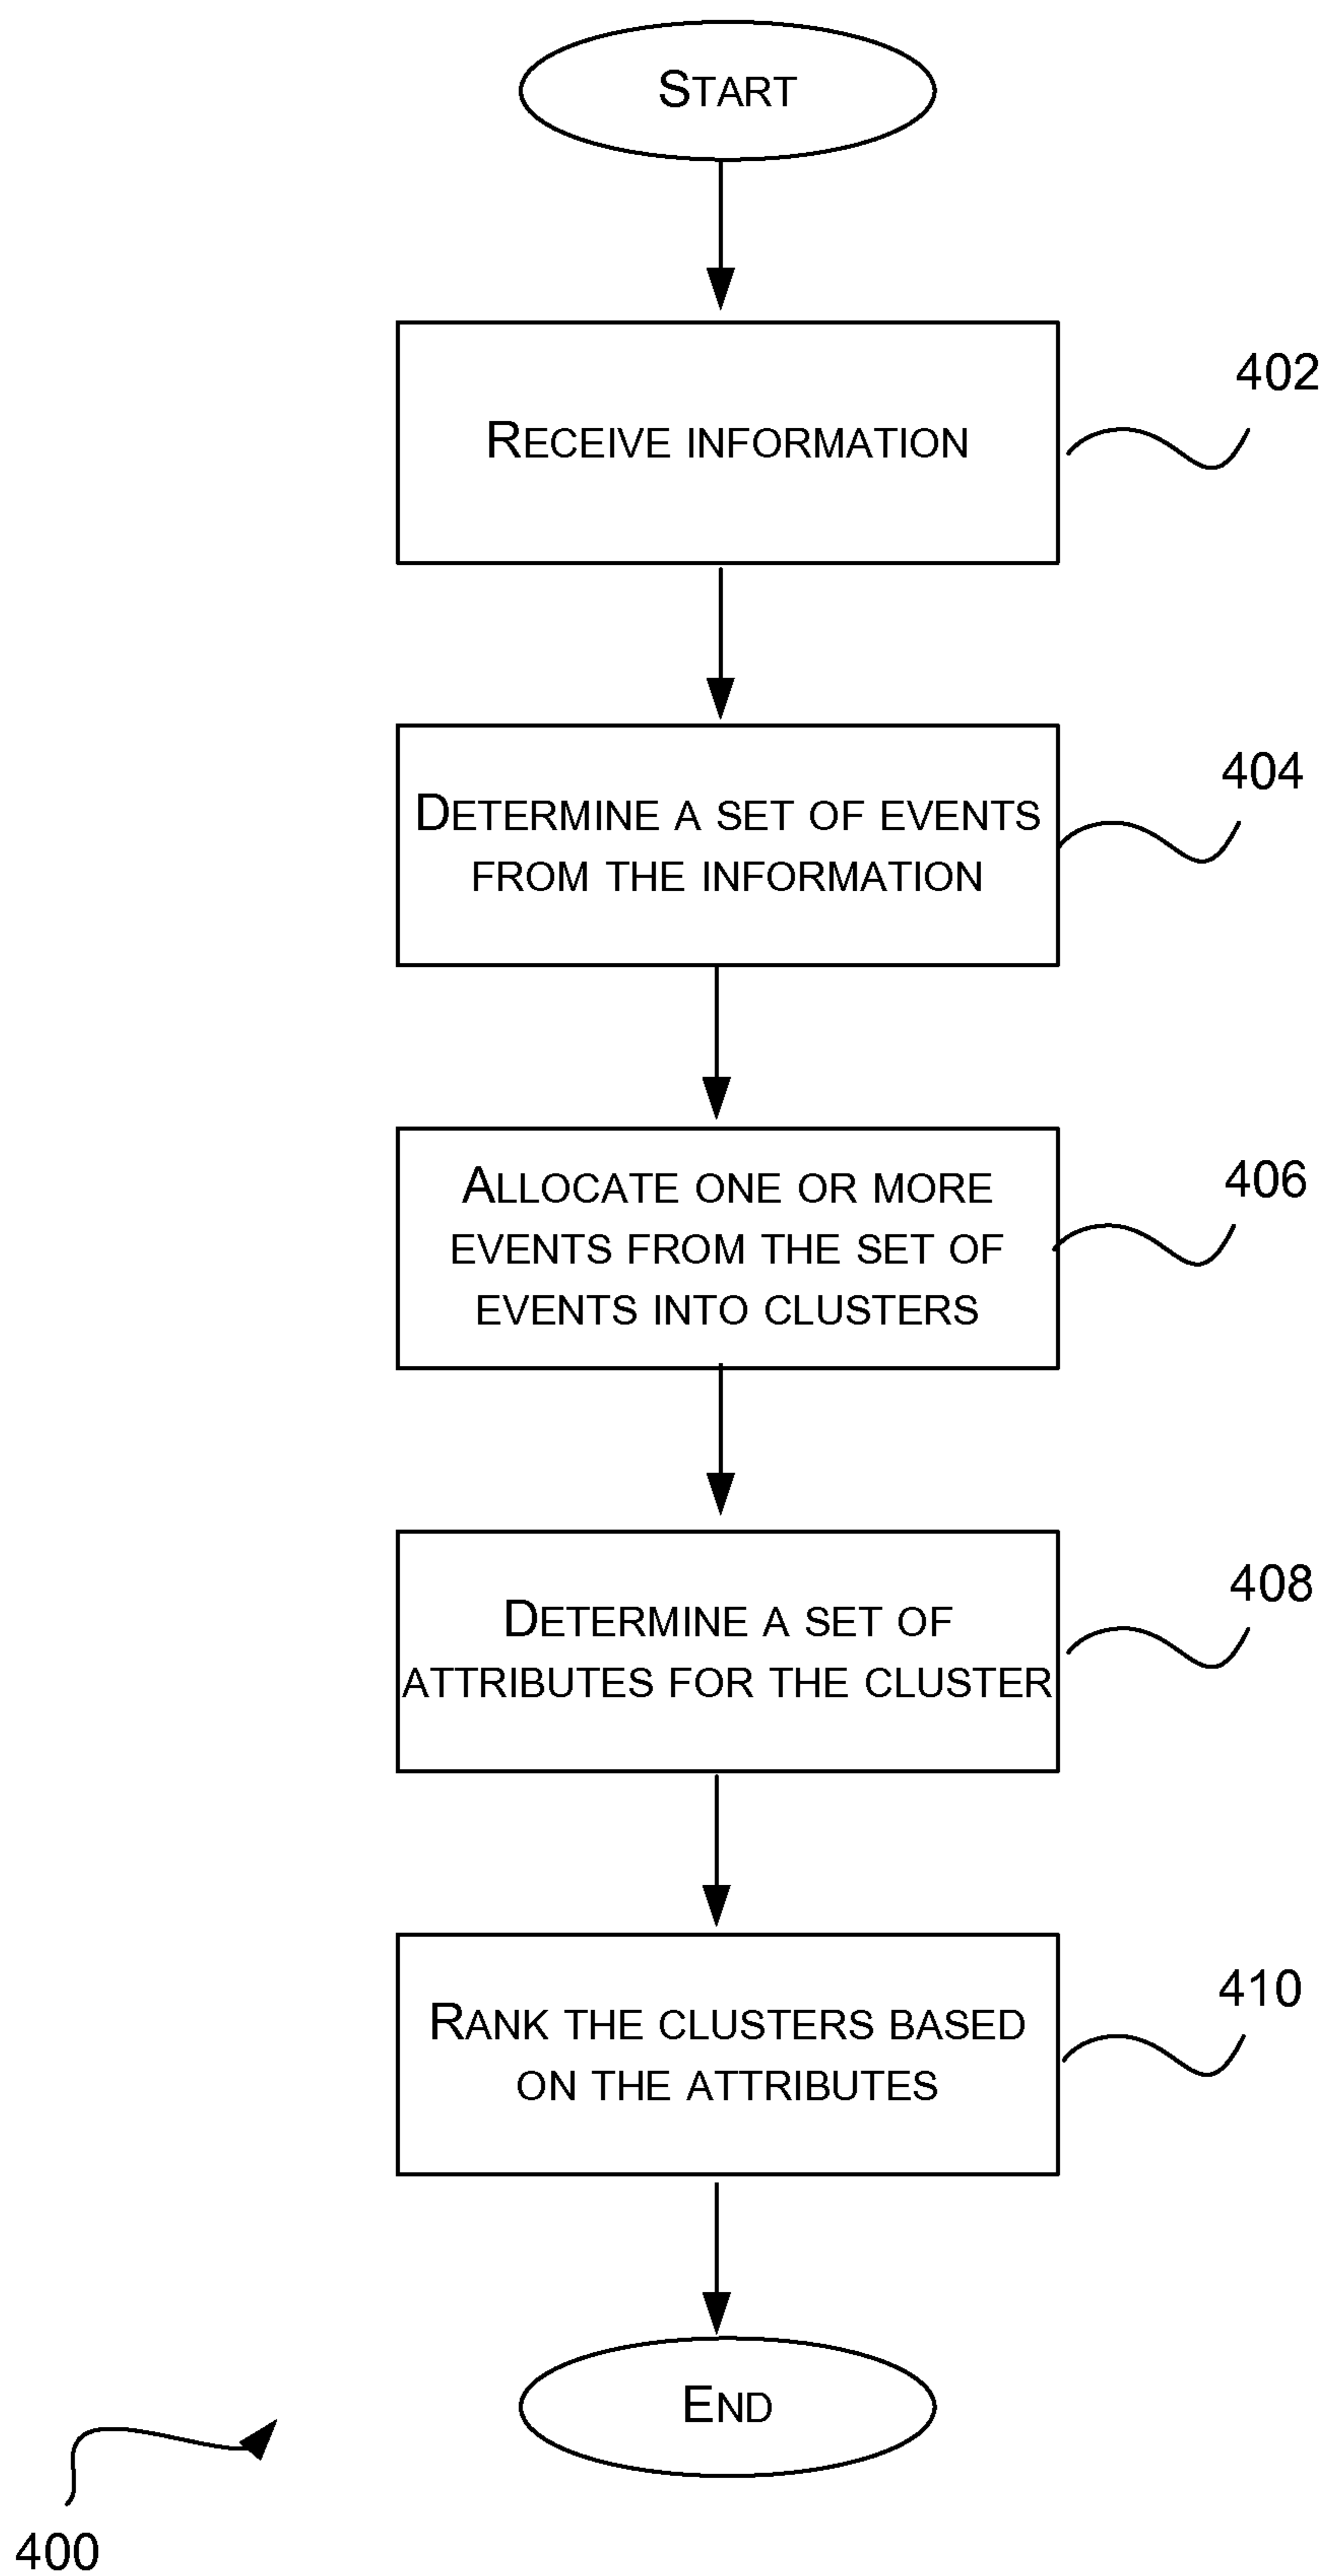 START
RECEIVE INFORMATION
402
DETERMINE A SET OF EVENTS
FROM THE INFORMATION
404
ALLOCATE ONE OR MORE
EVENTS FROM THE SET OF
EVENTS INTO CLUSTERS
406
DETERMINE A SET OF
ATTRIBUTES FOR THE CLUSTER
408
RANK THE CLUSTERS BASED
ON THE ATTRIBUTES
410
END
400